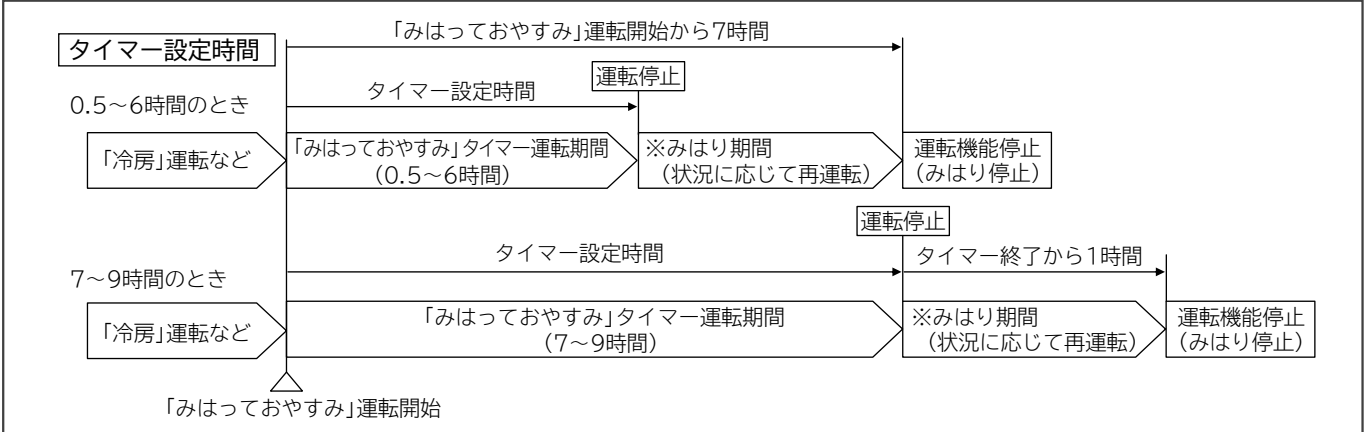 「みはっておやすみ」運転開始から7時間
タイマー設定時間
運転停止
タイマー設定時間
0.5～6時間のとき
「冷房」運転など
「みはっておやすみ」タイマー運転期間
(0.5～6時間)
※みはり期間
(状況に応じて再運転)
運転機能停止
(みはり停止)
運転停止
タイマー設定時間
タイマー終了から1時間
7～9時間のとき
「冷房」運転など
「みはっておやすみ」タイマー運転期間
(7～9時間)
※みはり期間
(状況に応じて再運転)
運転機能停止
(みはり停止)
「みはっておやすみ」運転開始